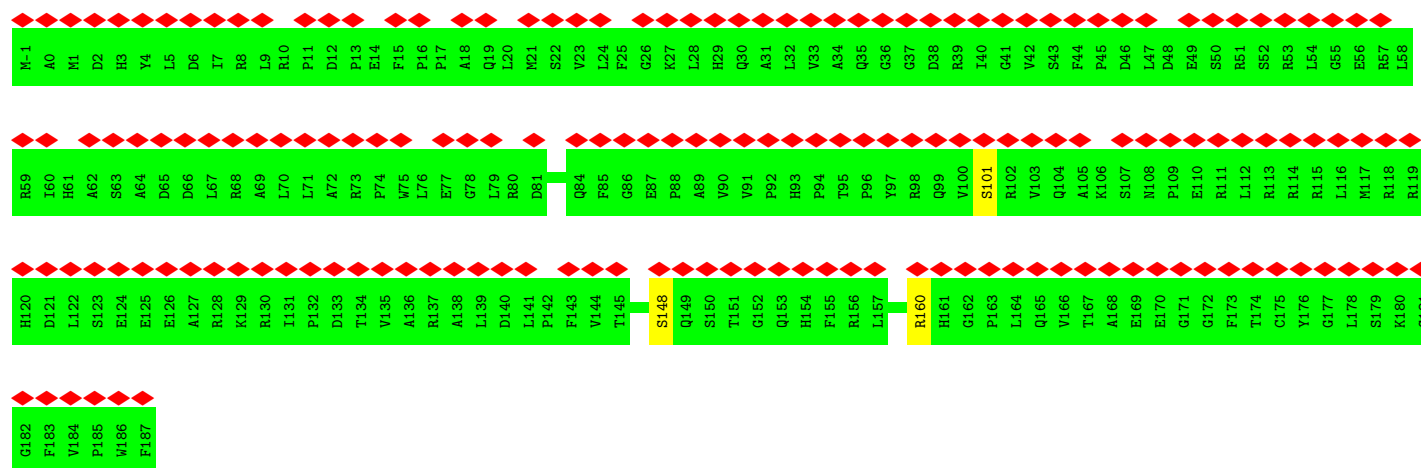 M-1 A0 M1 D2 H3 Y4 L5 D6 I7 R8 L9 R10 P11 D12 P13 E14 F15 P16 P17 A18 Q19 L20 M21 S22 V23 L24 F25 G26 K27 L28 H29 Q30 A31 L32 V33 A34 Q35 G36 G37 D38 R39 I40 G41 V42 S43 F44 P45 D46 L47 D48 E49 S50 R51 S52 R53 L54 G55 E56 R57 L58
R59 I60 H61 A62 S63 A64 D65 D66 L67 R68 A69 L70 L71 A72 R73 P74 W75 L76 E77 G78 L79 R80 D81 Q84 F85 G86 E87 P88 A89 V90 V91 P92 H93 P94 T95 P96 Y97 R98 Q99 V100 S101 R102 V103 Q104 A105 K106 S107 N108 P109 E110 R111 L112 R113 R114 R115 L116 M117 R118 R119
H120 D121 L122 S123 E124 E125 E126 A127 R128 K129 R130 I131 P132 D133 T134 V135 A136 R137 A138 L139 D140 L141 P142 F143 V144 T145 S148 Q149 S150 T151 G152 Q153 H154 F155 R156 L157 R160 H161 G162 P163 L164 Q165 V166 T167 A168 E169 E170 G171 G172 F173 T174 C175 Y176 G177 L178 S179 K180
G182 F183 V184 P185 W186 F187